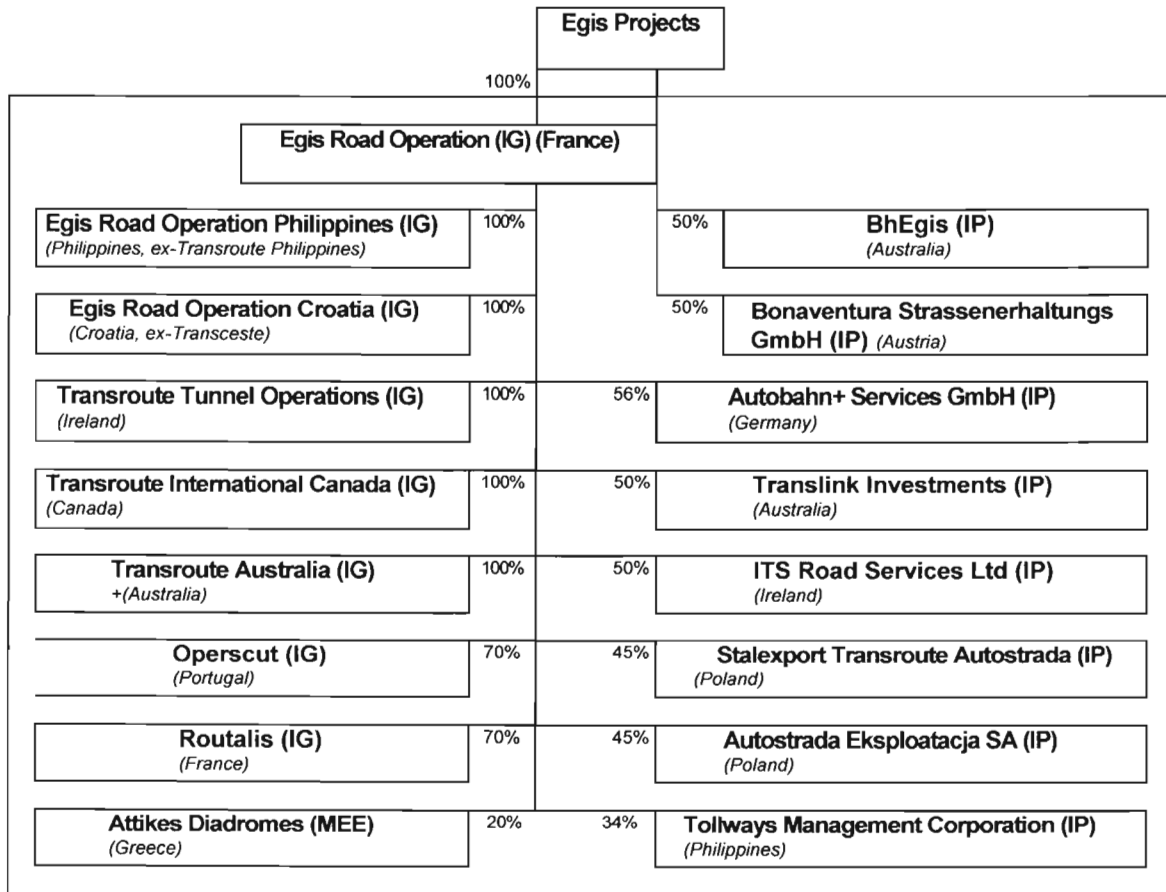 Egis Projects
100%
Egis Road Operation (IG) (France)
Egis Road Operation Philippines (IG)
(Philippines, ex-Transroute Philippines)
100%
50%
BhEgis (IP)
(Australia)
Egis Road Operation Croatia (IG)
(Croatia, ex-Transceste)
100%
50%
Bonaventura Strassenerhaltungs
GmbH (IP) (Austria)
Transroute Tunnel Operations (IG)
(Ireland)
100%
56%
Autobahn+ Services GmbH (IP)
(Germany)
Transroute International Canada (IG)
(Canada)
100%
50%
Translink Investments (IP)
(Australia)
Transroute Australia (IG)
+(Australia)
100%
50%
ITS Road Services Ltd (IP)
(Ireland)
Operscut (IG)
(Portugal)
70%
45%
Stalexport Transroute Autostrada (IP)
(Poland)
Routalis (IG)
(France)
70%
45%
Autostrada Eksploatacja SA (IP)
(Poland)
Attikes Diadromes (MEE)
(Greece)
20%
34%
Tollways Management Corporation (IP)
(Philippines)